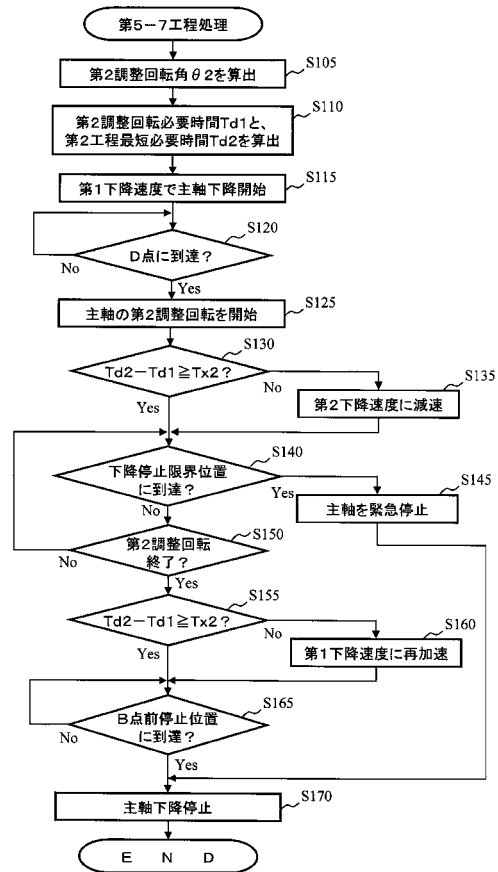 第5－7工程処理
第2調整回転角θ2を算出
S105
第2調整回転必要時間Td1と、
第2工程最短必要時間Td2を算出
S110
第1下降速度で主軸下降開始
S115
D点に到達？
S120
No
Yes
主軸の第2調整回転を開始
S125
Td2－Td1≧Tx2？
S130
No
Yes
第2下降速度に減速
S135
下降停止限界位置
に到達？
S140
Yes
No
主軸を緊急停止
S145
第2調整回転
終了？
S150
No
Yes
Td2－Td1≧Tx2？
S155
No
Yes
第1下降速度に再加速
S160
B点前停止位置
に到達？
S165
No
Yes
主軸下降停止
S170
ＥＮＤ